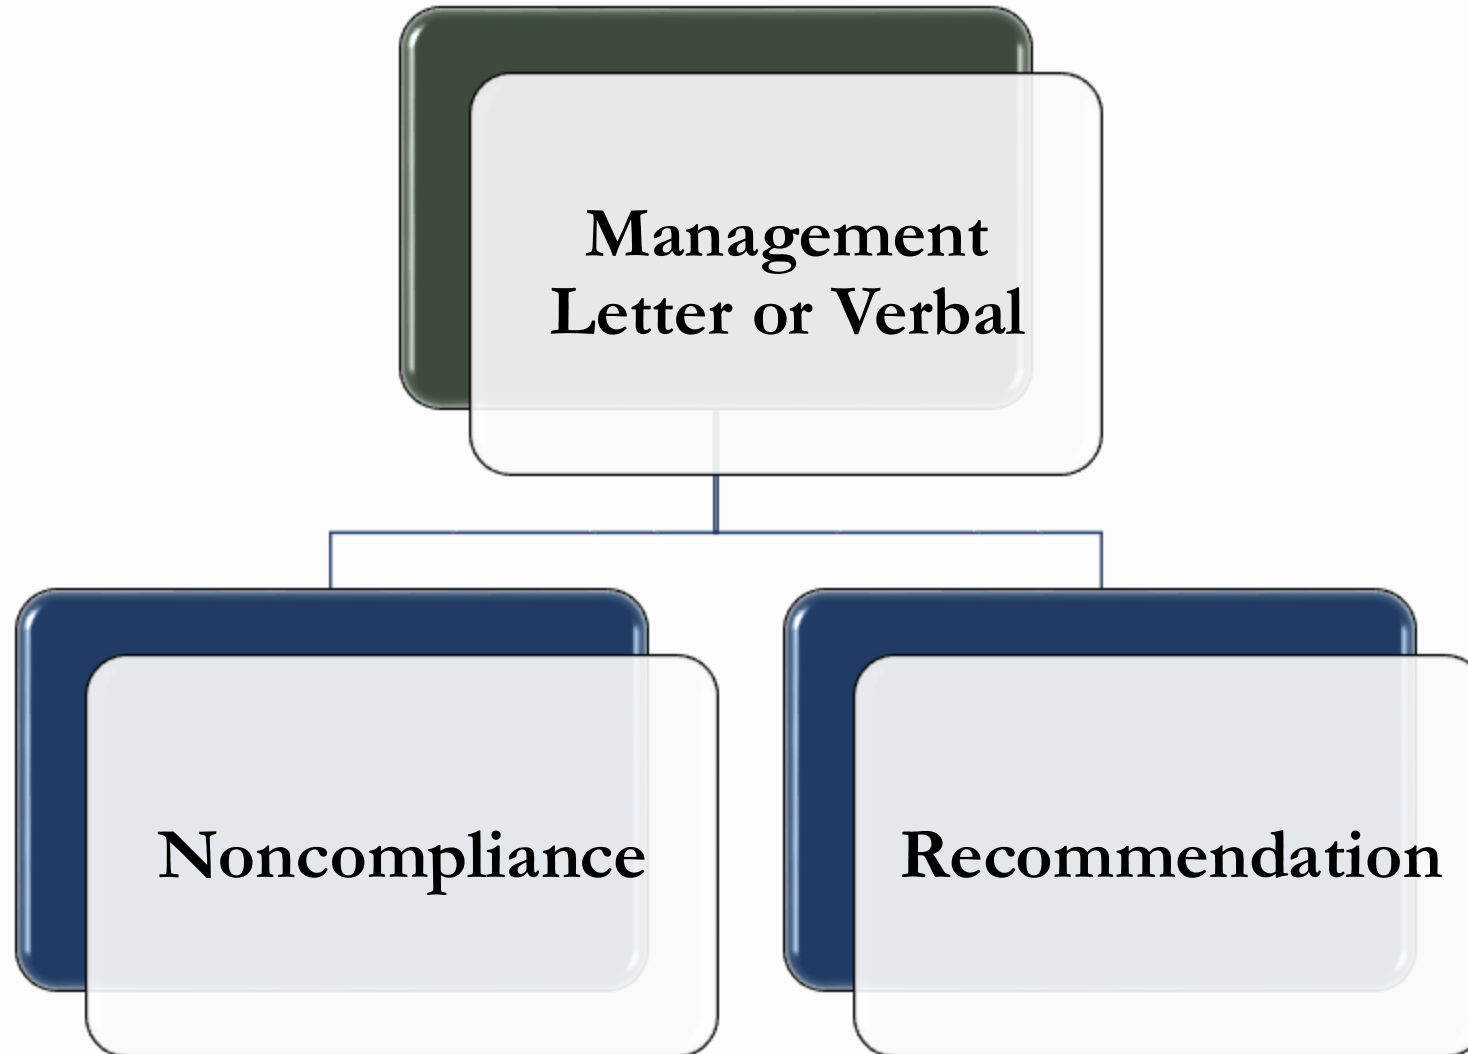 Management
Letter or Verbal
Noncompliance
Recommendation